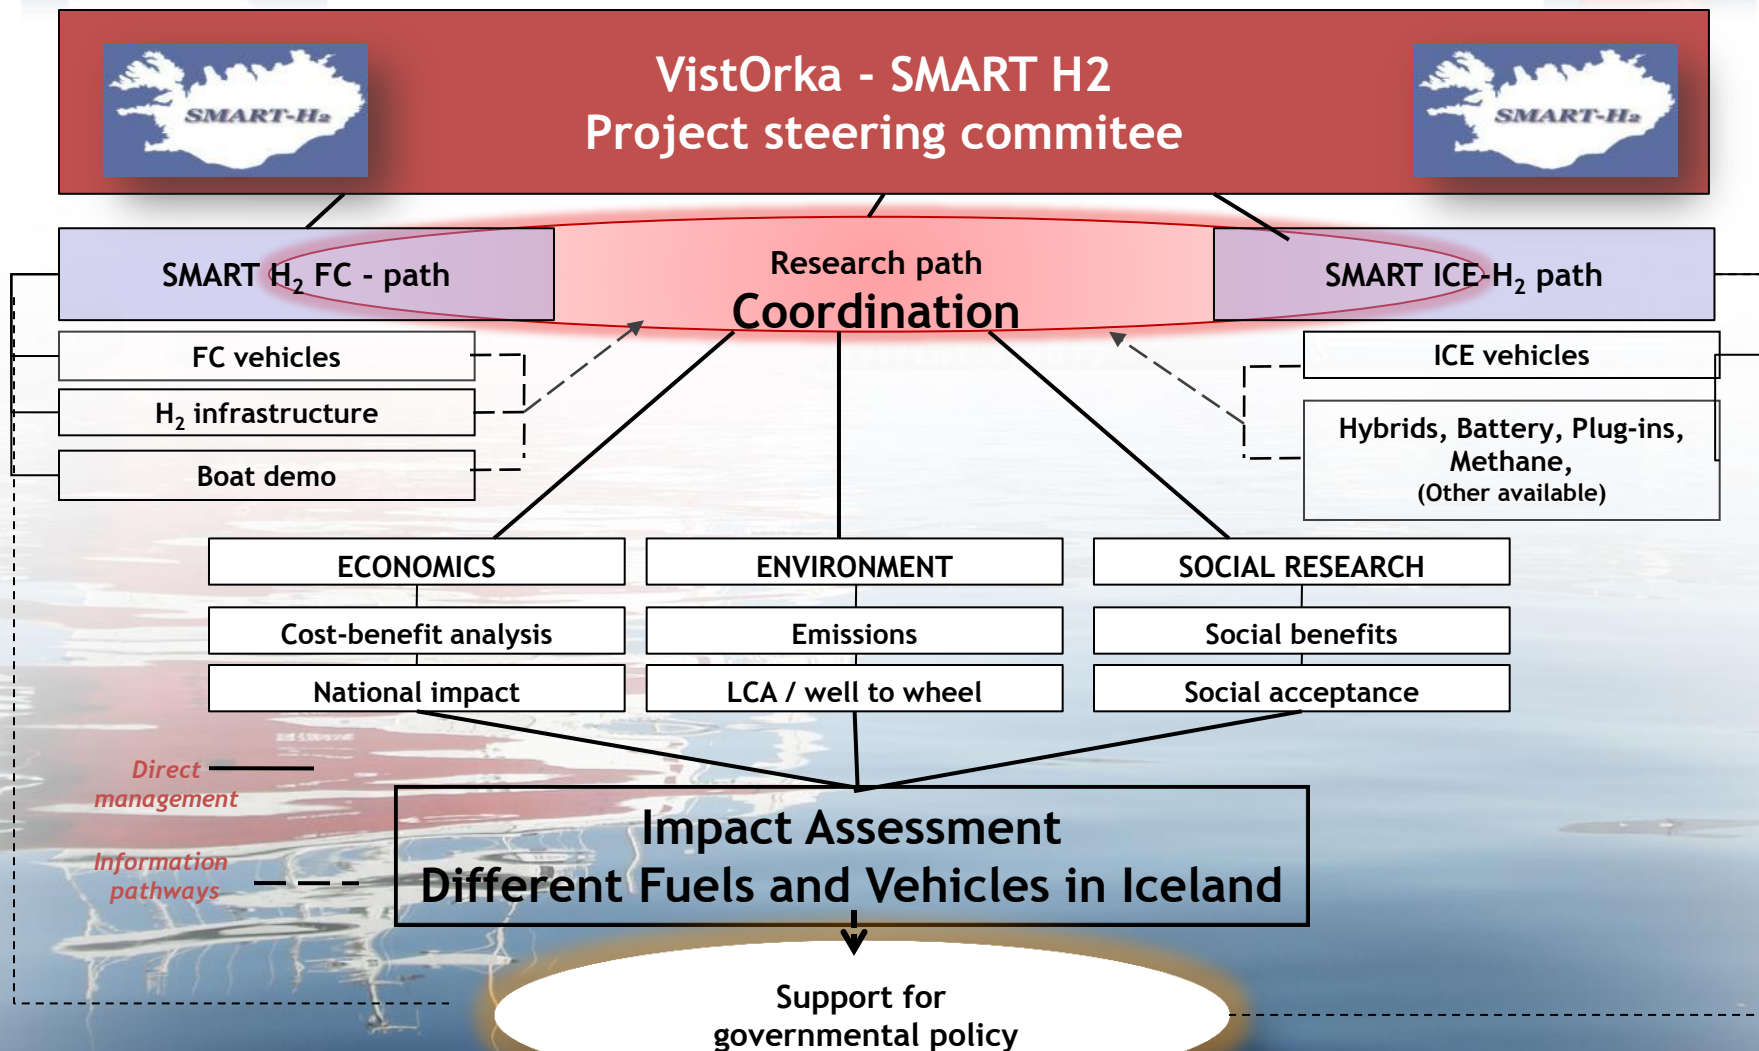 SMART-H2
VistOrka - SMART H2
Project steering commitee
SMART-H2
SMART H₂ FC - path
Research path
Coordination
SMART ICE-H₂ path
FC vehicles
H₂ infrastructure
Boat demo
ICE vehicles
Hybrids, Battery, Plug-ins,
Methane,
(Other available)
ECONOMICS
Cost-benefit analysis
National impact
ENVIRONMENT
Emissions
LCA / well to wheel
SOCIAL RESEARCH
Social benefits
Social acceptance
Direct
management
Information
pathways
Impact Assessment
Different Fuels and Vehicles in Iceland
Support for
governmental policy